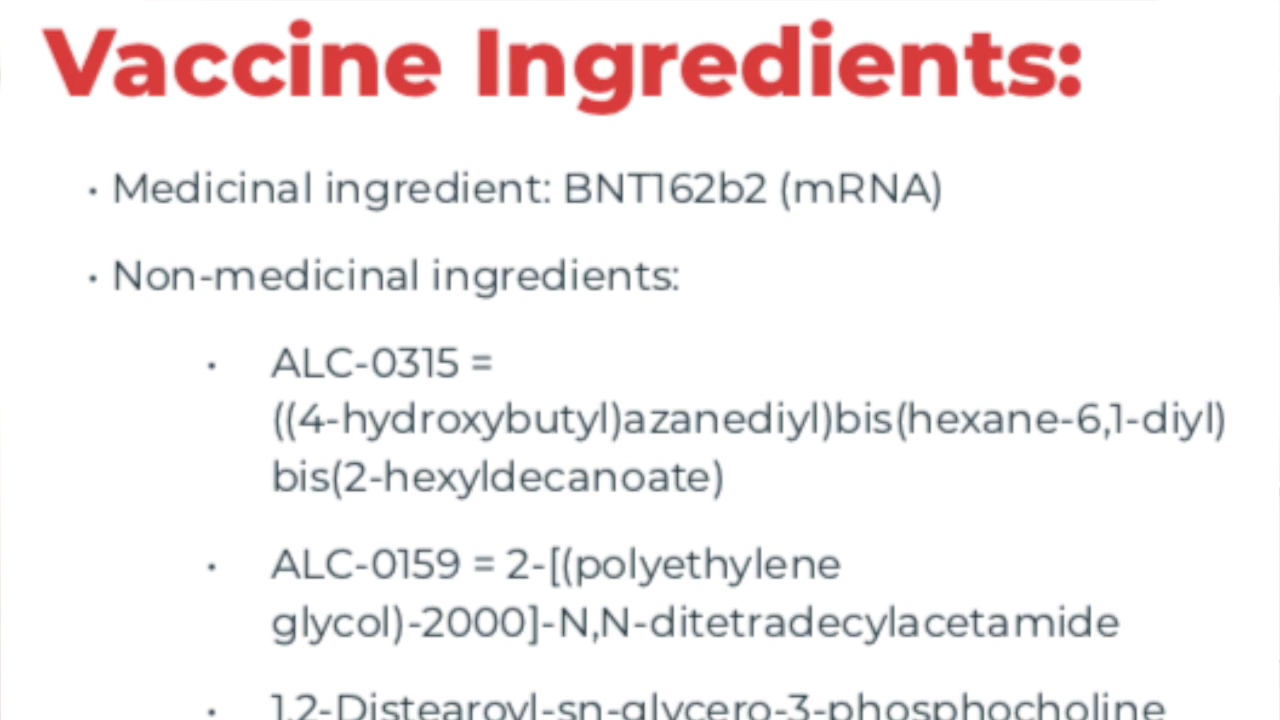 Vaccine Ingredients:
• Medicinal ingredient: BNT162b2 (mRNA)
• Non-medicinal ingredients:
• ALC-0315 =
((4-hydroxybutyl)azanediyl)bis(hexane-6,1-diyl)
bis(2-hexyldecanoate)
• ALC-0159 = 2-[(polyethylene
glycol)-2000]-N,N-ditetradecylacetamide
• 1,2-Distearoyl-sn-glycero-3-phosphocholine